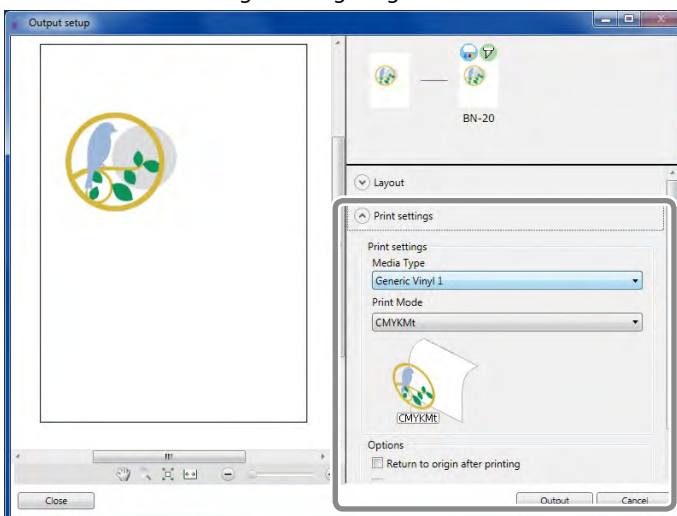 Output setup
BN-20
Layout
Print settings
Print settings
Media Type
Generic Vinyl 1
Print Mode
CMYKMt
CMYKMt
Options
Return to origin after printing
Close
Output
Cancel